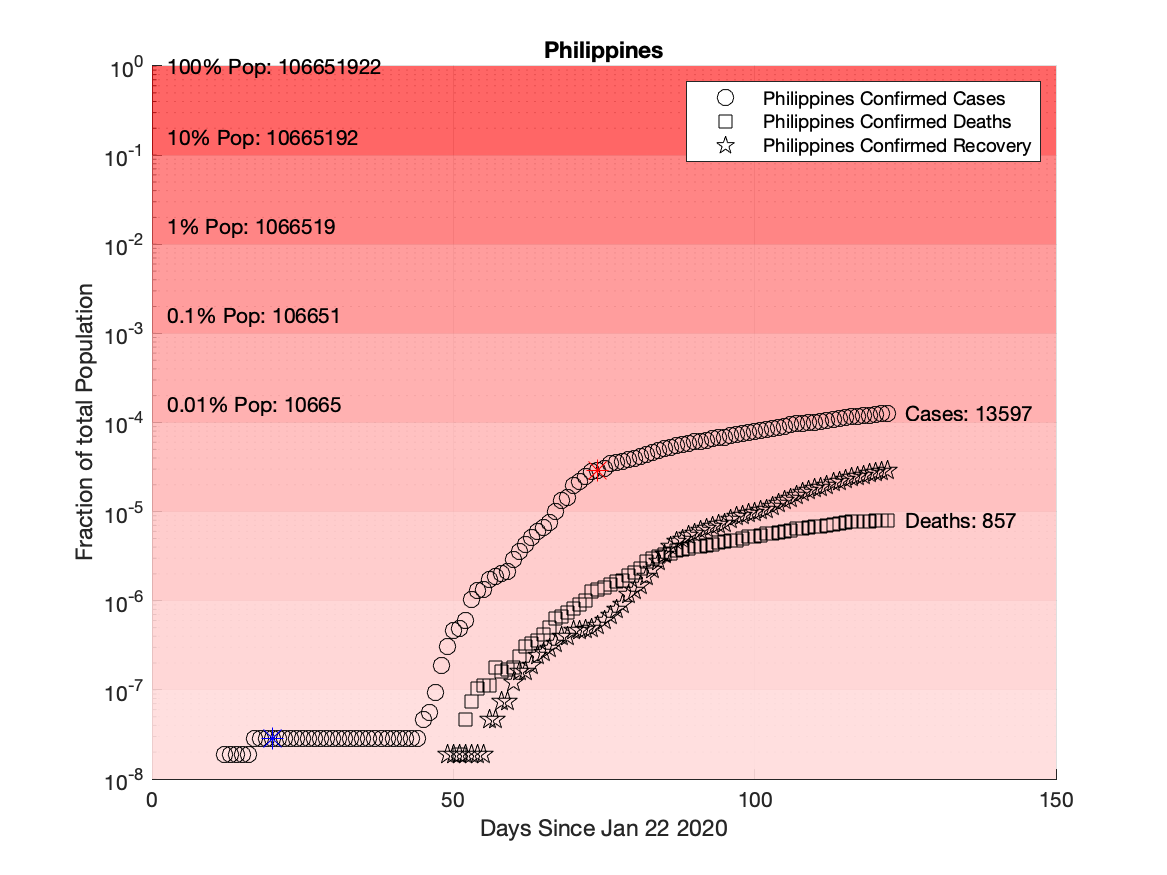 Philippines
10^0
10^-1
10^-2
10^-3
10^-4
10^-5
10^-6
10^-7
10^-8
Fraction of total Population
100% Pop: 106651922
10% Pop: 10665192
1% Pop: 1066519
0.1% Pop: 106651
0.01% Pop: 10665
Philippines Confirmed Cases
Philippines Confirmed Deaths
Philippines Confirmed Recovery
Cases: 13597
Deaths: 857
0 50 100 150
Days Since Jan 22 2020